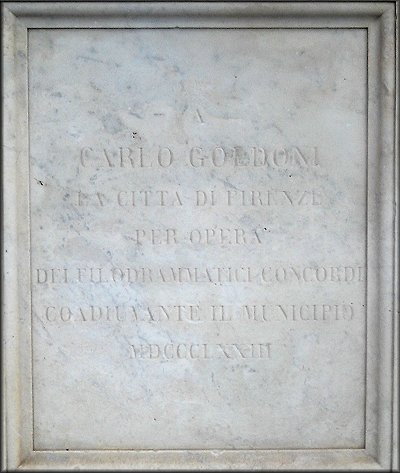 A
CARLO GOLDONI
LA CITTÀ DI FIRENZE
PER OPERA
DEI FILODRAMMATICI CONCORDI
COADIUVANTE IL MUNICIPIO
MDCCCLXXIII